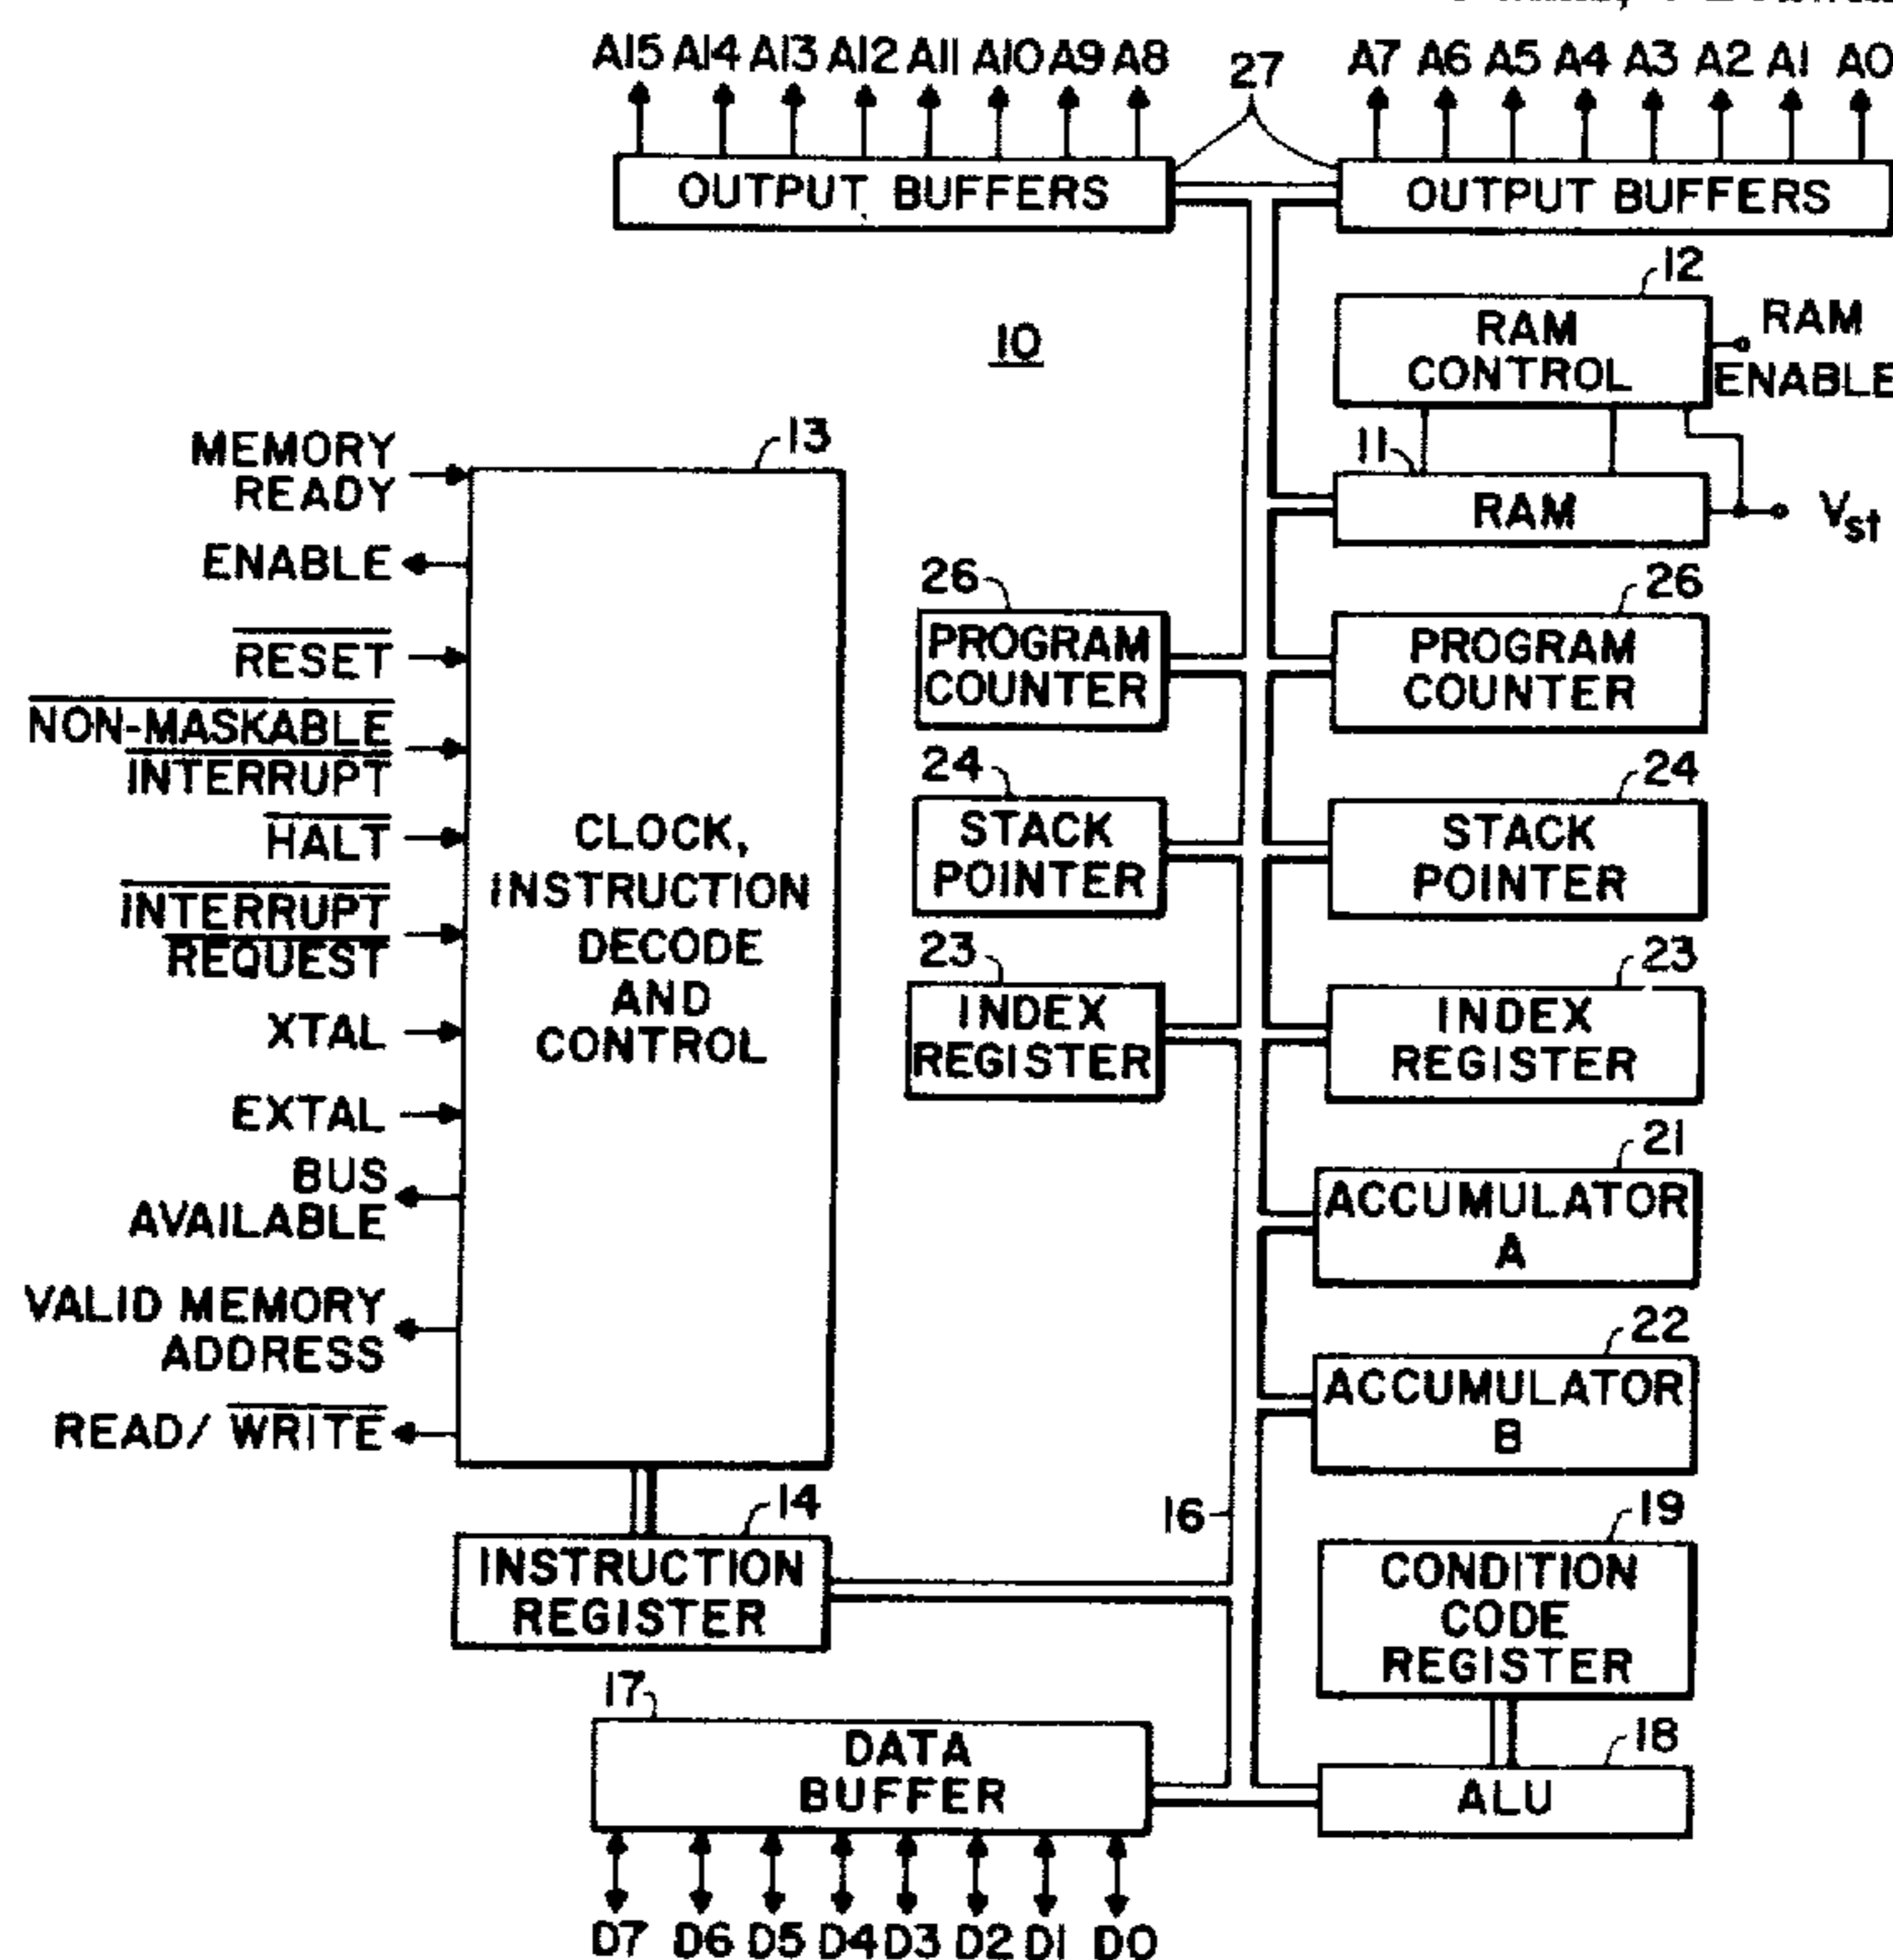 A15 A14 A13 A12 A11 A10 A9 A8
27
A7 A6 A5 A4 A3 A2 A1 A0
OUTPUT BUFFERS
OUTPUT BUFFERS
12
RAM
CONTROL
RAM
ENABLE
10
11
RAM
Vst
13
MEMORY
READY
ENABLE
RESET
NON-MASKABLE
INTERRUPT
HALT
INTERRUPT
REQUEST
XTAL
EXTAL
BUS
AVAILABLE
VALID MEMORY
ADDRESS
READ/ WRITE
CLOCK,
INSTRUCTION
DECODE
AND
CONTROL
26
PROGRAM
COUNTER
26
PROGRAM
COUNTER
24
STACK
POINTER
24
STACK
POINTER
23
INDEX
REGISTER
23
INDEX
REGISTER
21
ACCUMULATOR
A
22
ACCUMULATOR
B
16
14
INSTRUCTION
REGISTER
19
CONDITION
CODE
REGISTER
17
DATA
BUFFER
18
ALU
D7 D6 D5 D4 D3 D2 D1 D0